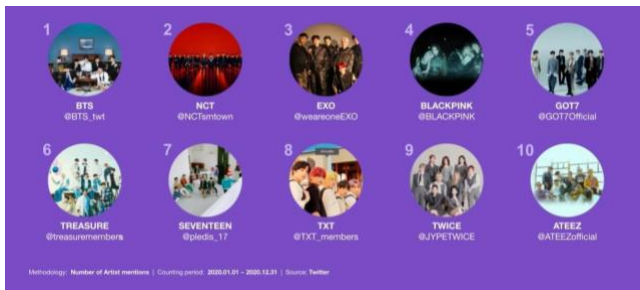 1
2
3
4
5
BTS
@BTS_twt
NCT
@NCTsmtown
EXO
@weareoneEXO
BLACKPINK
@BLACKPINK
GOT7
@GOT7Official
6
7
8
9
10
TREASURE
@treasuremembers
SEVENTEEN
@pledis_17
TXT
@TXT_members
TWICE
@JYPETWICE
ATEEZ
@ATEEZofficial
Methodology: Number of Artist mentions | Counting period: 2020.01.01 – 2020.12.31 | Source: Twitter